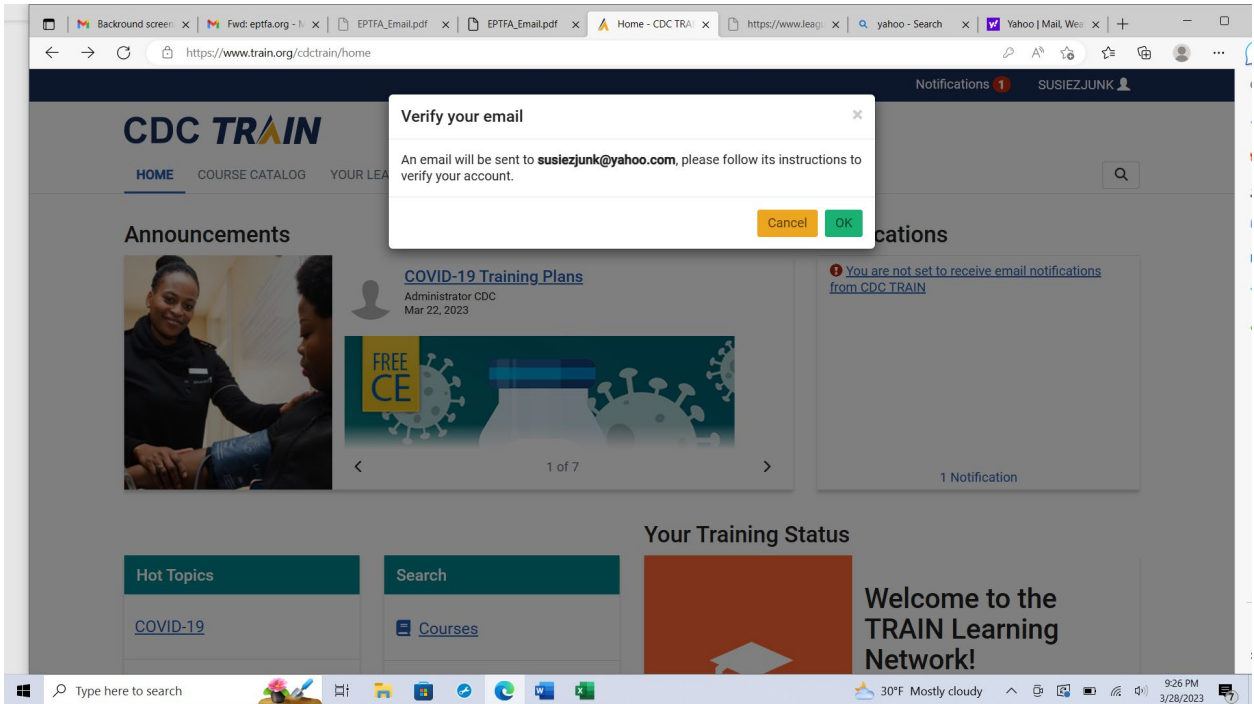 Backround screen
Fwd: eptfa.org -
EPTFA_Email.pdf
EPTFA_Email.pdf
Home - CDC TRAI
https://www.leag
yahoo - Search
Yahoo | Mail, Wea
https://www.train.org/cdctrain/home
Notifications 1 SUSIEZJUNK
CDC TRAIN
HOME COURSE CATALOG YOUR LEA
Verify your email
An email will be sent to susiezjunk@yahoo.com, please follow its instructions to
verify your account.
Cancel OK
Announcements
COVID-19 Training Plans
Administrator CDC
Mar 22, 2023
FREE
CE
1 of 7
cations
You are not set to receive email notifications
from CDC TRAIN
1 Notification
Your Training Status
Hot Topics
COVID-19
Search
Courses
Welcome to the
TRAIN Learning
Network!
Type here to search
30°F Mostly cloudy
9:26 PM
3/28/2023
7